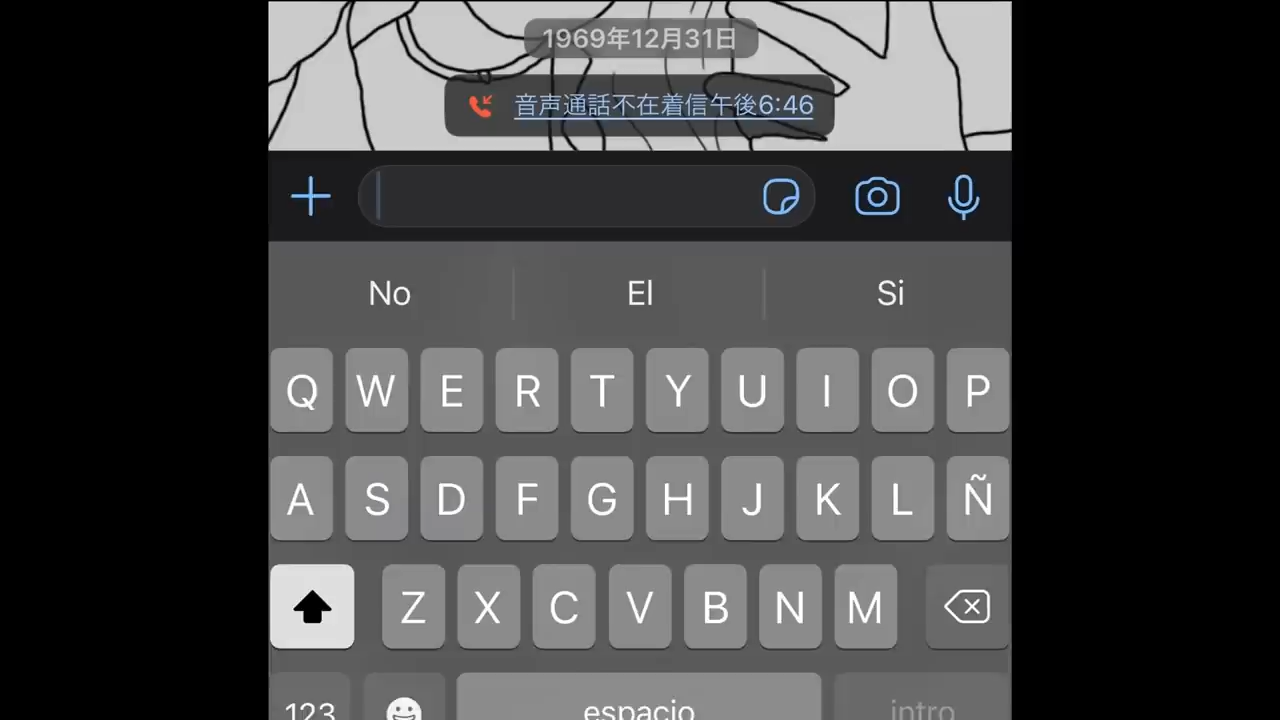 1969年12月31日
音声通話不在着信午後6:46
No El Si
Q W E R T Y U I O P
A S D F G H J K L Ñ
Z X C V B N M
123 espacio intro